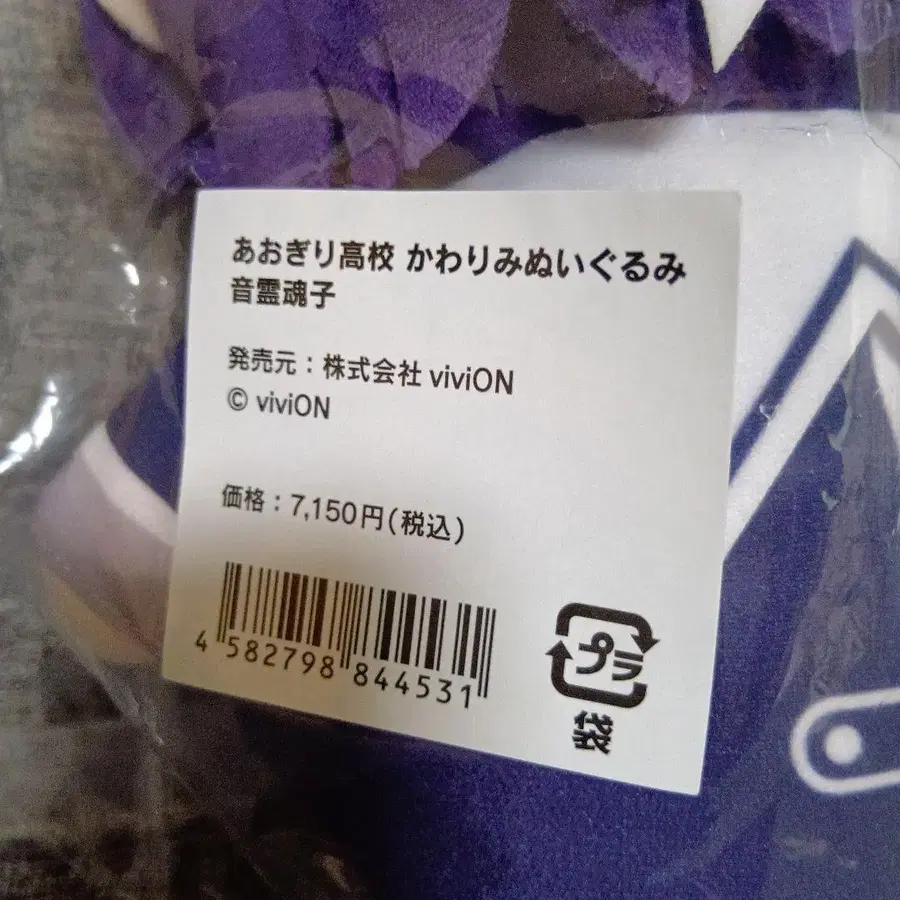 あおぎり高校 かわりみぬいぐるみ
音霊魂子
発売元：株式会社 viviON
© viviON
価格：7,150円(税込)
4 582798 844531
プラ
袋